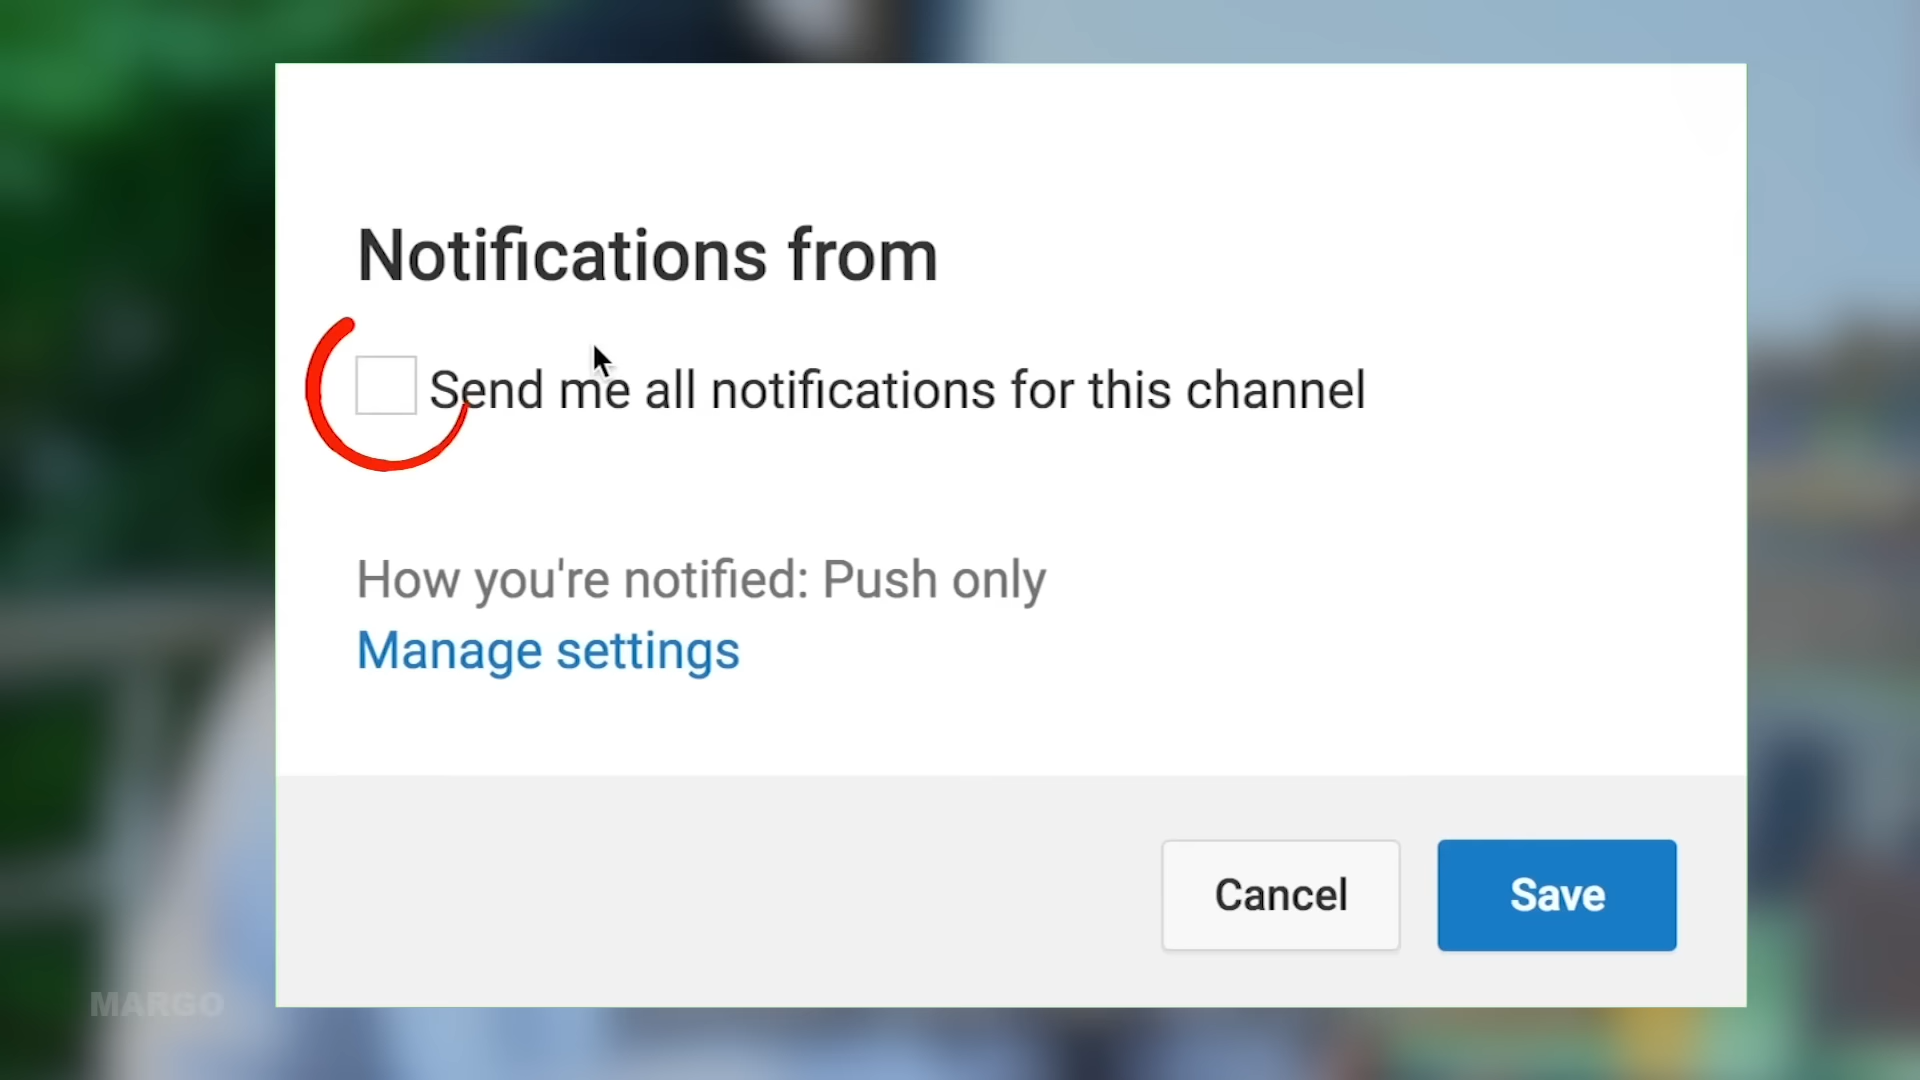 Notifications from
Send me all notifications for this channel
How you're notified: Push only
Manage settings
Cancel
Save
MARGO